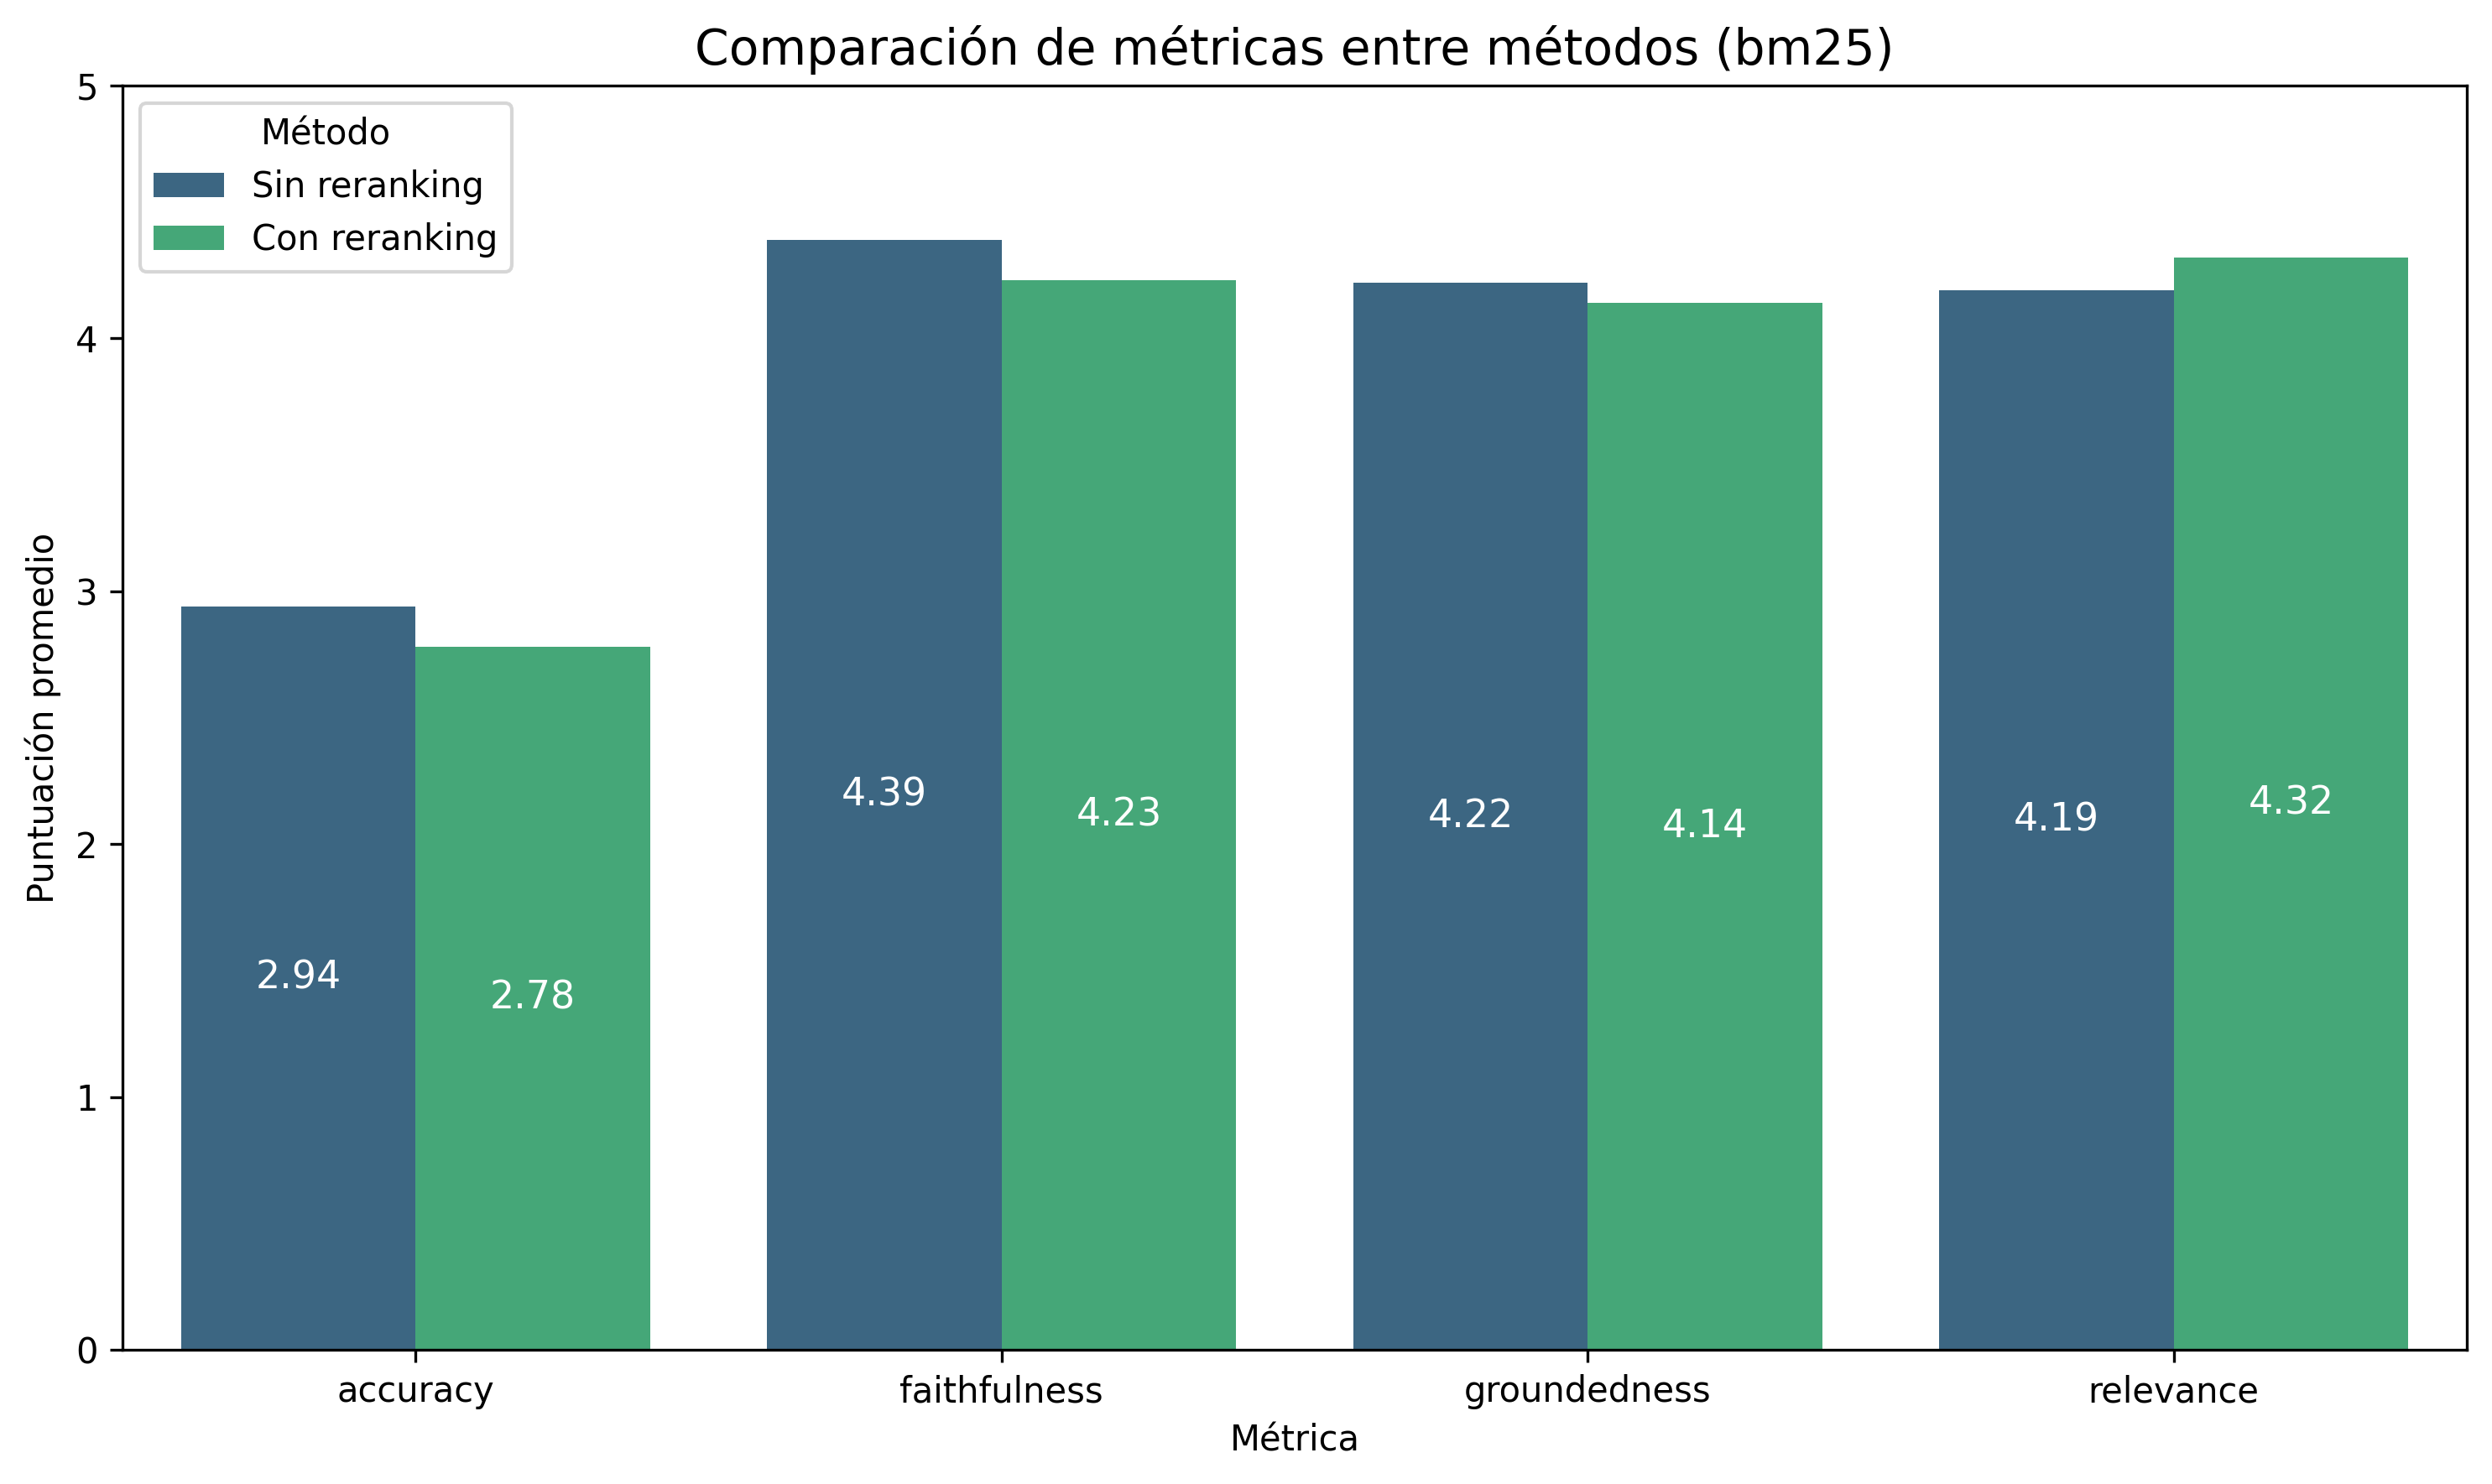 Comparación de métricas entre métodos (bm25)
Método
Sin reranking
Con reranking
Puntuación promedio
5
4
3
2
1
0
2.94
2.78
4.39
4.23
4.22
4.14
4.19
4.32
accuracy
faithfulness
groundedness
relevance
Métrica